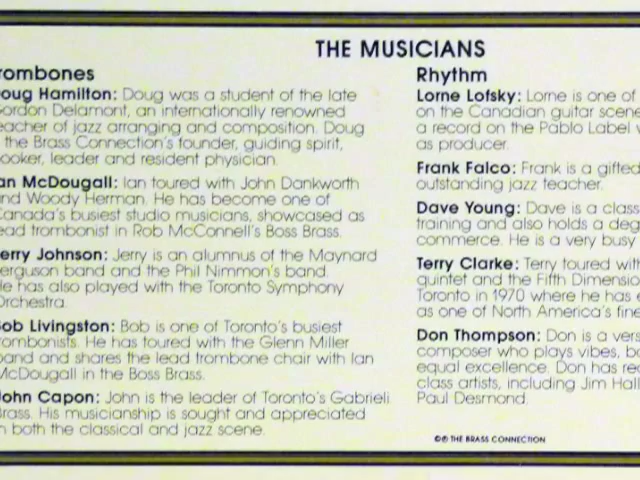 THE MUSICIANS
rombones
oug Hamilton: Doug was a student of the late
ordon Delamont, an internationally renowned
eacher of jazz arranging and composition. Doug
the Brass Connection's founder, guiding spirit,
ooker, leader and resident physician.
an McDougall: Ian toured with John Dankworth
nd Woody Herman. He has become one of
Canada's busiest studio musicians, showcased as
ead trombonist in Rob McConnell's Boss Brass.
erry Johnson: Jerry is an alumnus of the Maynard
erguson band and the Phil Nimmon's band.
He has also played with the Toronto Symphony
Orchestra.
Bob Livingston: Bob is one of Toronto's busiest
rombonists. He has toured with the Glenn Miller
band and shares the lead trombone chair with Ian
McDougall in the Boss Brass.
John Capon: John is the leader of Toronto's Gabrieli
Brass. His musicianship is sought and appreciated
n both the classical and jazz scene.
Rhythm
Lorne Lofsky: Lorne is one of
on the Canadian guitar scene
a record on the Pablo Label
as producer.
Frank Falco: Frank is a gifted
outstanding jazz teacher.
Dave Young: Dave is a class
training and also holds a deg
commerce. He is a very busy
Terry Clarke: Terry toured with
quintet and the Fifth Dimensio
Toronto in 1970 where he has e
as one of North America's fine
Don Thompson: Don is a vers
composer who plays vibes, b
equal excellence. Don has re
class artists, including Jim Hall
Paul Desmond.
©℗ THE BRASS CONNECTION